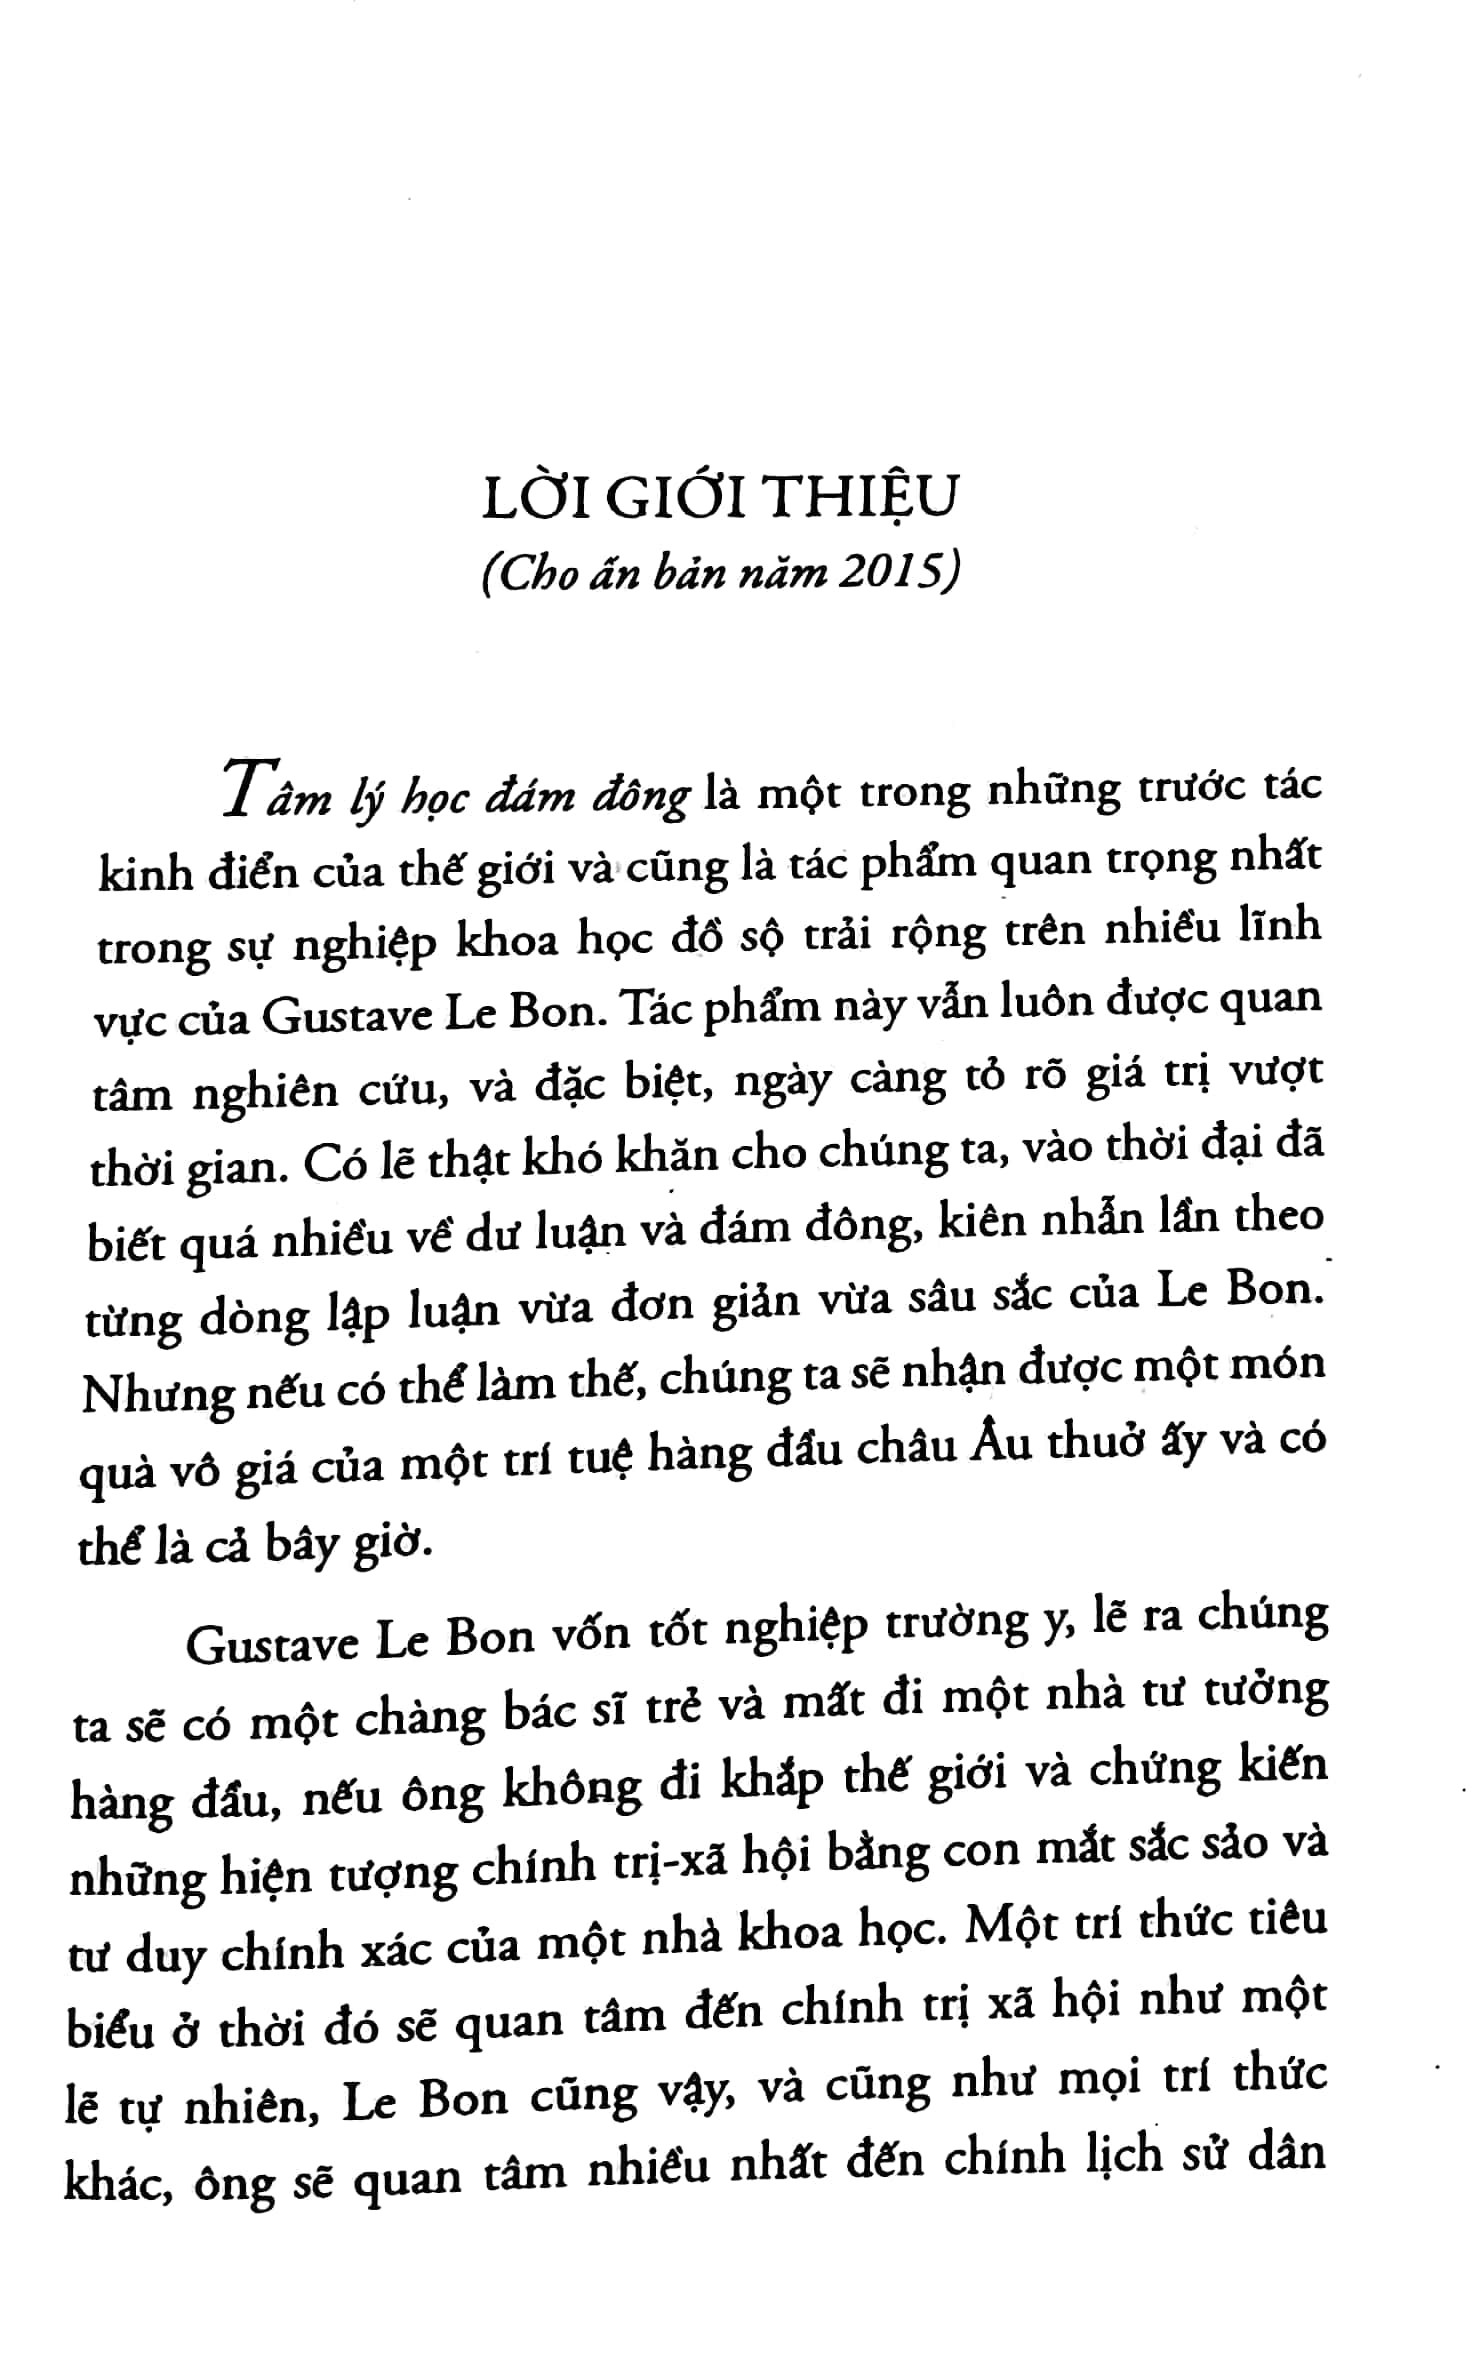 LỜI GIỚI THIỆU
(Cho ấn bản năm 2015)
Tâm lý học đám đông là một trong những trước tác
kinh điển của thế giới và cũng là tác phẩm quan trọng nhất
trong sự nghiệp khoa học đồ sộ trải rộng trên nhiều lĩnh
vực của Gustave Le Bon. Tác phẩm này vẫn luôn được quan
tâm nghiên cứu, và đặc biệt, ngày càng tỏ rõ giá trị vượt
thời gian. Có lẽ thật khó khăn cho chúng ta, vào thời đại đã
biết quá nhiều về dư luận và đám đông, kiên nhẫn lần theo
từng dòng lập luận vừa đơn giản vừa sâu sắc của Le Bon.
Nhưng nếu có thể làm thế, chúng ta sẽ nhận được một món
quà vô giá của một trí tuệ hàng đầu châu Âu thuở ấy và có
thể là cả bây giờ.
Gustave Le Bon vốn tốt nghiệp trường y, lẽ ra chúng
ta sẽ có một chàng bác sĩ trẻ và mất đi một nhà tư tưởng
hàng đầu, nếu ông không đi khắp thế giới và chứng kiến
những hiện tượng chính trị-xã hội bằng con mắt sắc sảo và
tư duy chính xác của một nhà khoa học. Một trí thức tiêu
biểu ở thời đó sẽ quan tâm đến chính trị xã hội như một
lẽ tự nhiên, Le Bon cũng vậy, và cũng như mọi trí thức
khác, ông sẽ quan tâm nhiều nhất đến chính lịch sử dân